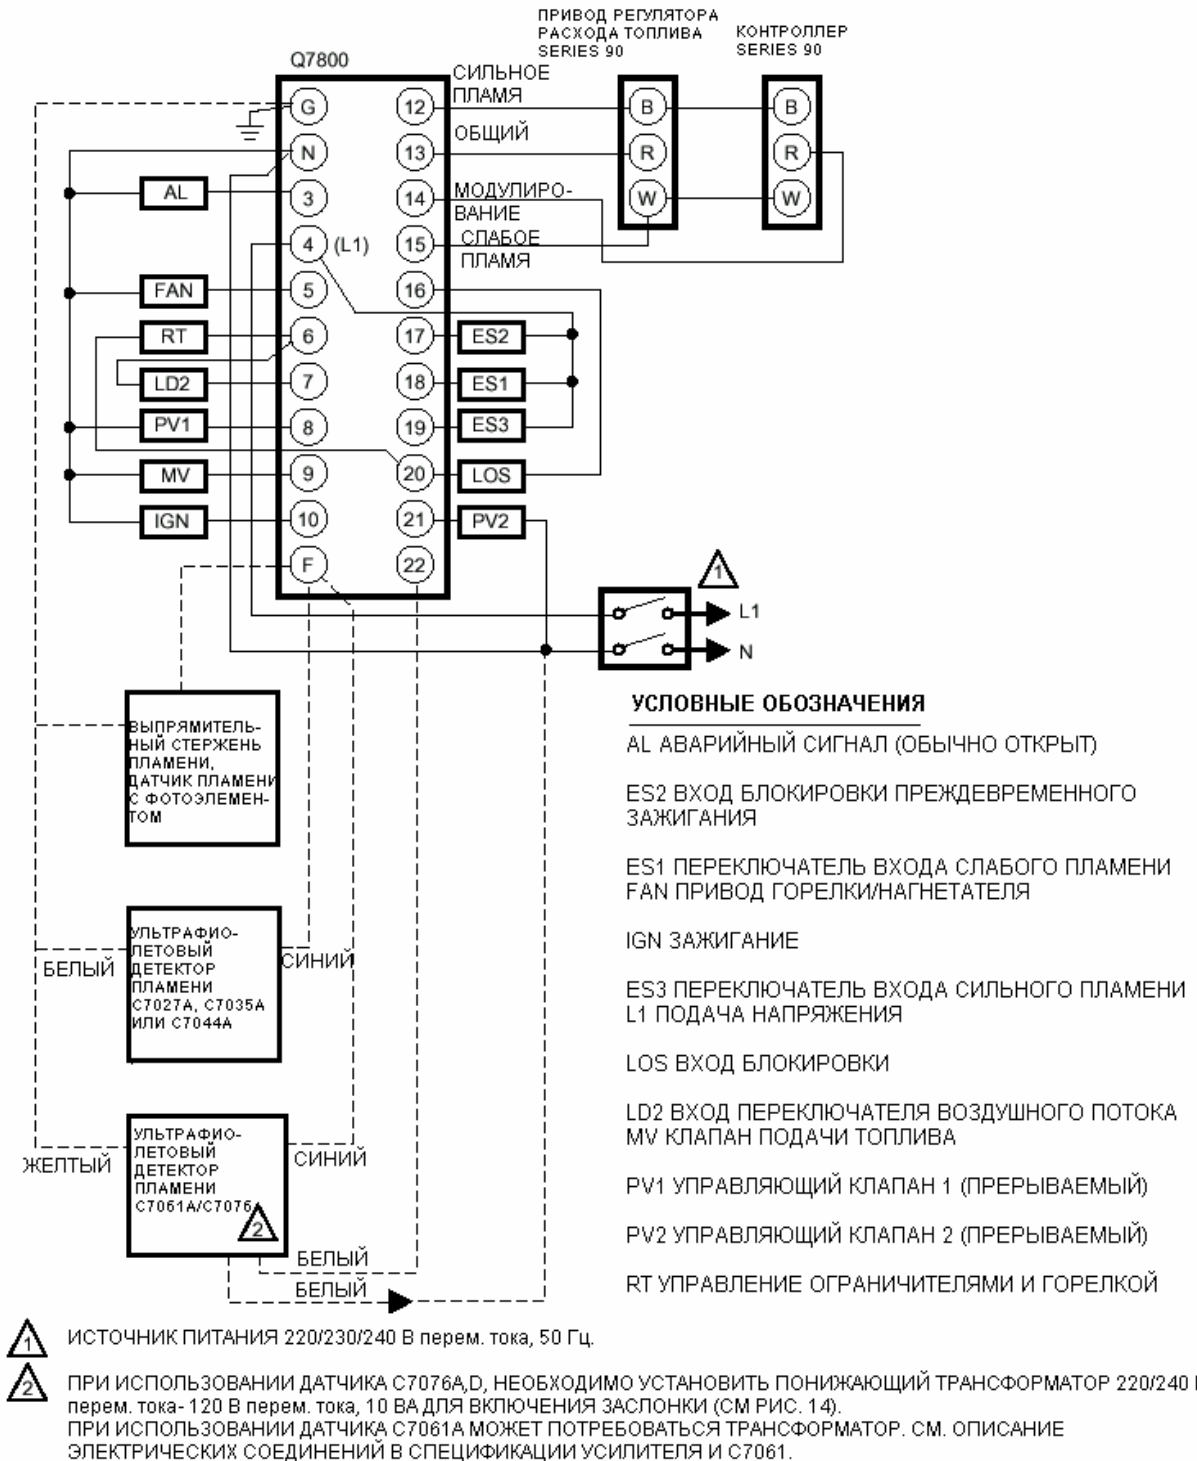 ПРИВОД РЕГУЛЯТОРА
РАСХОДА ТОПЛИВА
SERIES 90
КОНТРОЛЛЕР
SERIES 90
Q7800
СИЛЬНОЕ
ПЛАМЯ
G
12
B
B
ОБЩИЙ
N
13
R
R
AL
3
14
МОДУЛИРО-
ВАНИЕ
W
W
4
(L1)
15
СЛАБОЕ
ПЛАМЯ
FAN
5
16
RT
6
17
ES2
LD2
7
18
ES1
PV1
8
19
ES3
MV
9
20
LOS
IGN
10
21
PV2
F
22
1
L1
N
ВЫПРЯМИТЕЛЬ-
НЫЙ СТЕРЖЕНЬ
ПЛАМЕНИ,
ДАТЧИК ПЛАМЕНИ
С ФОТОЭЛЕМЕН-
ТОМ
УЛЬТРАФИО-
ЛЕТОВЫЙ
ДЕТЕКТОР
ПЛАМЕНИ
C7027A, C7035A
ИЛИ C7044A
БЕЛЫЙ
СИНИЙ
УЛЬТРАФИО-
ЛЕТОВЫЙ
ДЕТЕКТОР
ПЛАМЕНИ
C7061A/C7076
2
ЖЕЛТЫЙ
СИНИЙ
БЕЛЫЙ
БЕЛЫЙ
УСЛОВНЫЕ ОБОЗНАЧЕНИЯ
AL АВАРИЙНЫЙ СИГНАЛ (ОБЫЧНО ОТКРЫТ)
ES2 ВХОД БЛОКИРОВКИ ПРЕЖДЕВРЕМЕННОГО
ЗАЖИГАНИЯ
ES1 ПЕРЕКЛЮЧАТЕЛЬ ВХОДА СЛАБОГО ПЛАМЕНИ
FAN ПРИВОД ГОРЕЛКИ/НАГНЕТАТЕЛЯ
IGN ЗАЖИГАНИЕ
ES3 ПЕРЕКЛЮЧАТЕЛЬ ВХОДА СИЛЬНОГО ПЛАМЕНИ
L1 ПОДАЧА НАПРЯЖЕНИЯ
LOS ВХОД БЛОКИРОВКИ
LD2 ВХОД ПЕРЕКЛЮЧАТЕЛЯ ВОЗДУШНОГО ПОТОКА
MV КЛАПАН ПОДАЧИ ТОПЛИВА
PV1 УПРАВЛЯЮЩИЙ КЛАПАН 1 (ПРЕРЫВАЕМЫЙ)
PV2 УПРАВЛЯЮЩИЙ КЛАПАН 2 (ПРЕРЫВАЕМЫЙ)
RT УПРАВЛЕНИЕ ОГРАНИЧИТЕЛЯМИ И ГОРЕЛКОЙ
1 ИСТОЧНИК ПИТАНИЯ 220/230/240 В перем. тока, 50 Гц.
2 ПРИ ИСПОЛЬЗОВАНИИ ДАТЧИКА C7076A,D, НЕОБХОДИМО УСТАНОВИТЬ ПОНИЖАЮЩИЙ ТРАНСФОРМАТОР 220/240
перем. тока- 120 В перем. тока, 10 ВА ДЛЯ ВКЛЮЧЕНИЯ ЗАСЛОНКИ (СМ РИС. 14).
ПРИ ИСПОЛЬЗОВАНИИ ДАТЧИКА C7061A МОЖЕТ ПОТРЕБОВАТЬСЯ ТРАНСФОРМАТОР. СМ. ОПИСАНИЕ
ЭЛЕКТРИЧЕСКИХ СОЕДИНЕНИЙ В СПЕЦИФИКАЦИИ УСИЛИТЕЛЯ И C7061.